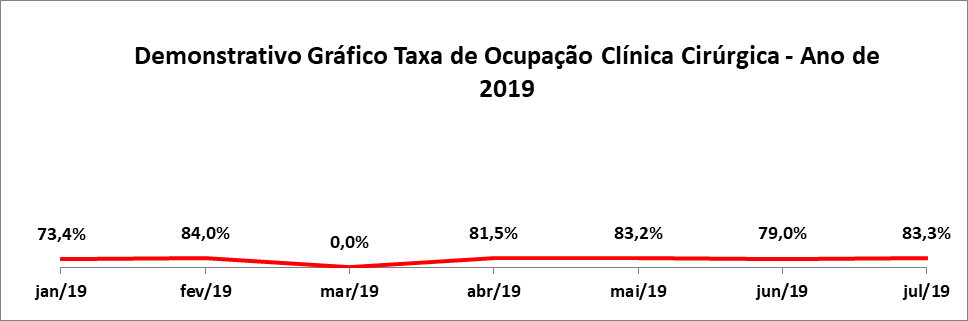 Demonstrativo Gráfico Taxa de Ocupação Clínica Cirúrgica - Ano de
2019
73,4% 84,0% 0,0% 81,5% 83,2% 79,0% 83,3%
jan/19 fev/19 mar/19 abr/19 mai/19 jun/19 jul/19